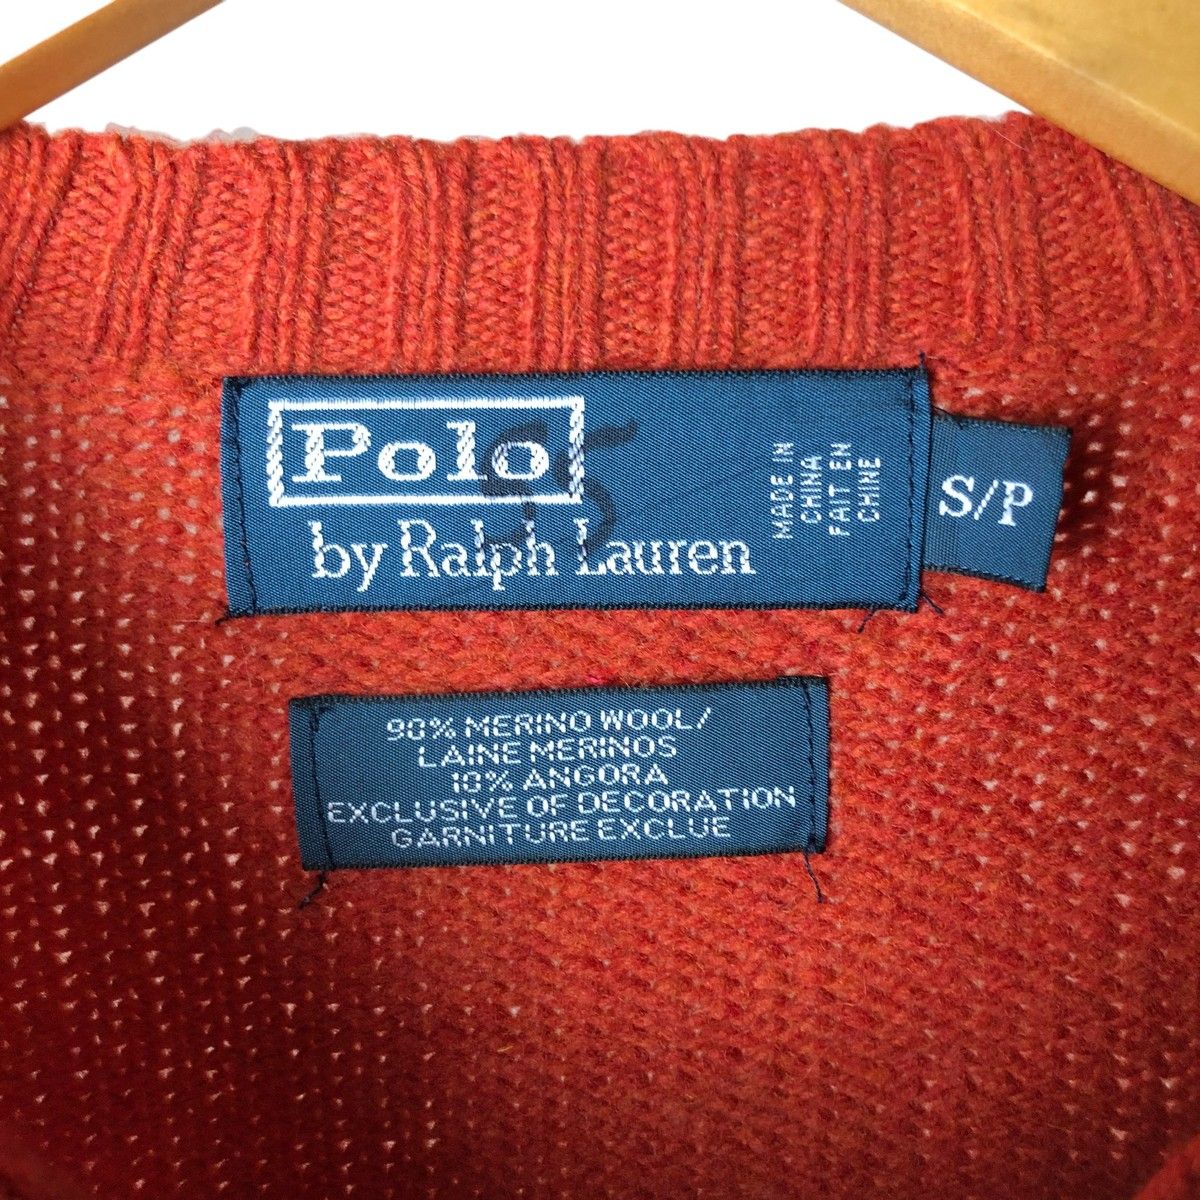 Polo
by Ralph Lauren
MADE IN
CHINA
FAIT EN
CHINE
S/P
90% MERINO WOOL/
LAINE MERINOS
10% ANGORA
EXCLUSIVE OF DECORATION
GARNITURE EXCLUE